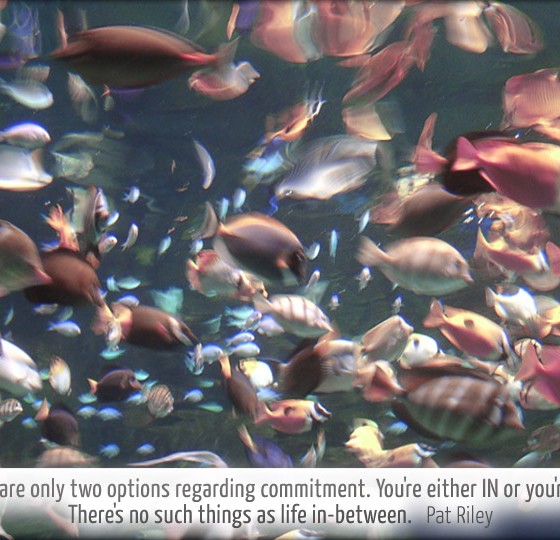 are only two options regarding commitment. You're either IN or you'r
There's no such things as life in-between. Pat Riley